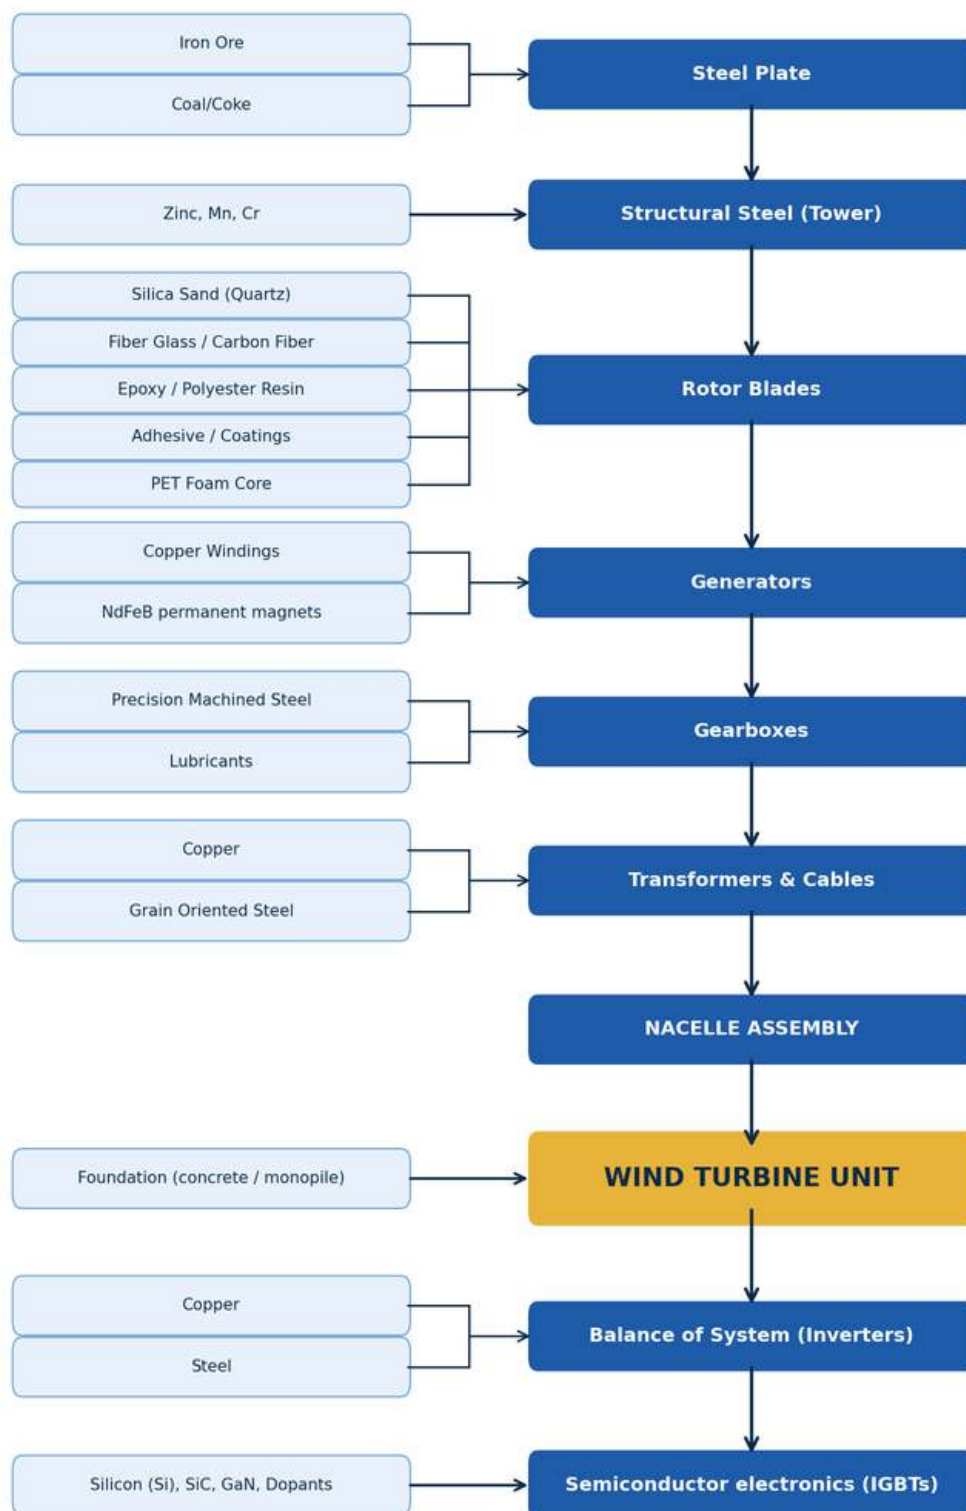 Iron Ore
Coal/Coke
Steel Plate
Zinc, Mn, Cr
Structural Steel (Tower)
Silica Sand (Quartz)
Fiber Glass / Carbon Fiber
Epoxy / Polyester Resin
Adhesive / Coatings
PET Foam Core
Rotor Blades
Copper Windings
NdFeB permanent magnets
Generators
Precision Machined Steel
Lubricants
Gearboxes
Copper
Grain Oriented Steel
Transformers & Cables
NACELLE ASSEMBLY
Foundation (concrete / monopile)
WIND TURBINE UNIT
Copper
Steel
Balance of System (Inverters)
Silicon (Si), SiC, GaN, Dopants
Semiconductor electronics (IGBTs)